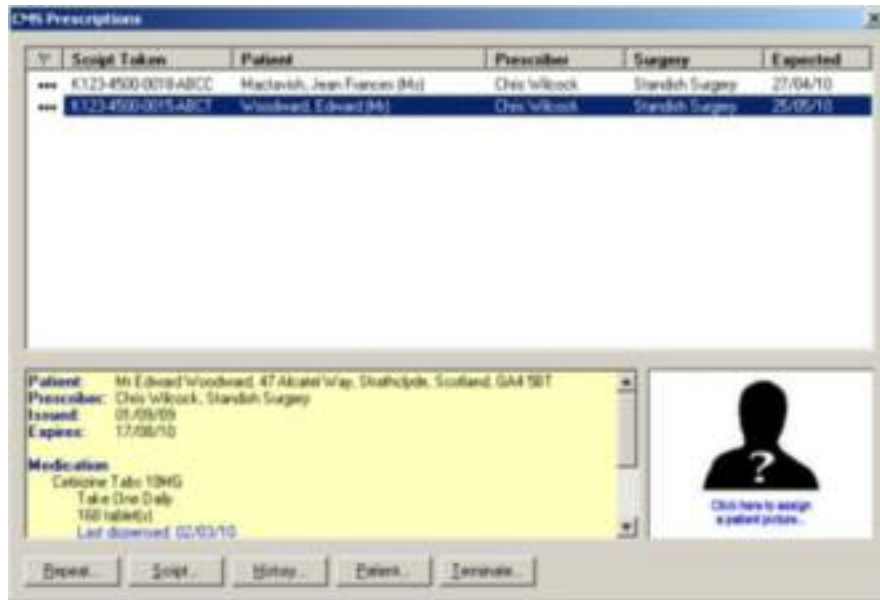 CMS Prescriptions
Script Token Patient Prescriber Surgery Expected
K123-4500-0018-ABCC Mactavish, Jean Frances (Ms) Chris Wilcock Standish Surgery 27/04/10
K123-4500-0015-ABCT Woodward, Edward (Mr) Chris Wilcock Standish Surgery 25/05/10
Patient: Mr Edward Woodward, 47 Alcatel Way, Strathclyde, Scotland, GA4 5BT
Prescriber: Chris Wilcock, Standish Surgery
Issued: 01/09/09
Expires: 17/08/10
Medication
Cetirizine Tabs 10MG
Take One Daily
168 tablet(s)
Last dispensed: 02/03/10
?
Click here to assign
a patient picture...
Repeat... Script... History... Patient... Terminate...